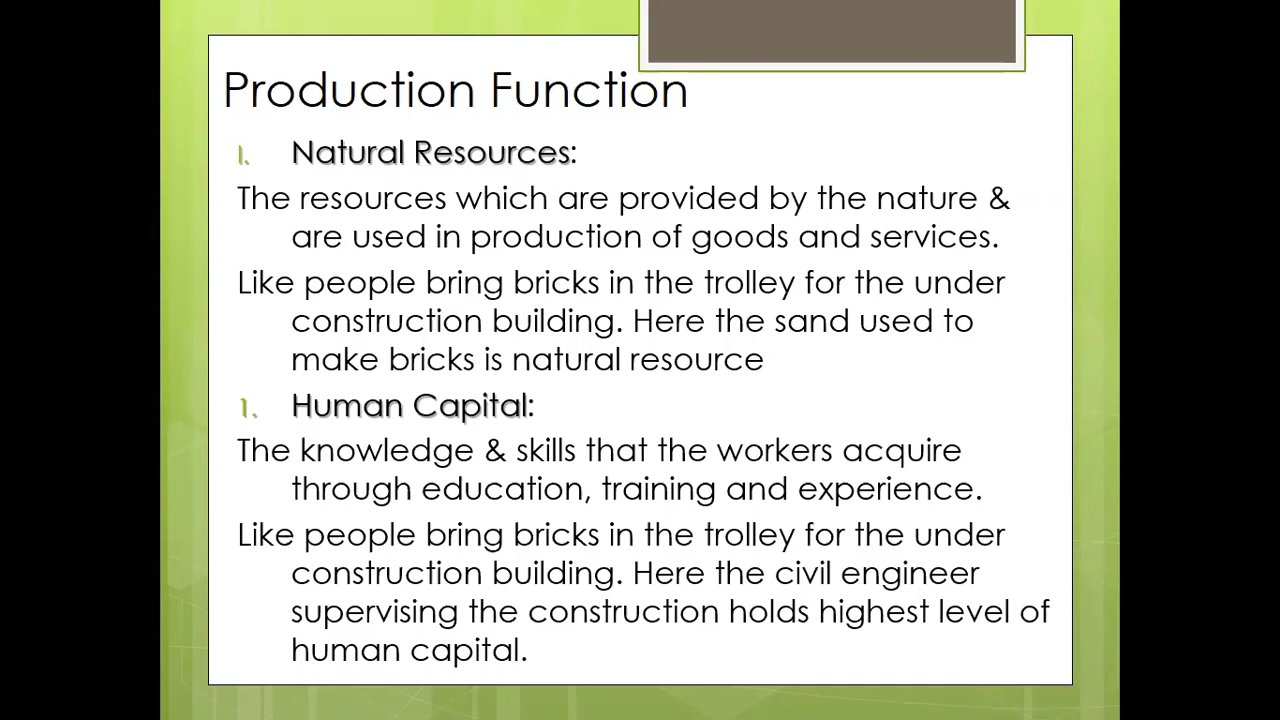 Production Function
I. Natural Resources:
The resources which are provided by the nature &
are used in production of goods and services.
Like people bring bricks in the trolley for the under
construction building. Here the sand used to
make bricks is natural resource
1. Human Capital:
The knowledge & skills that the workers acquire
through education, training and experience.
Like people bring bricks in the trolley for the under
construction building. Here the civil engineer
supervising the construction holds highest level of
human capital.